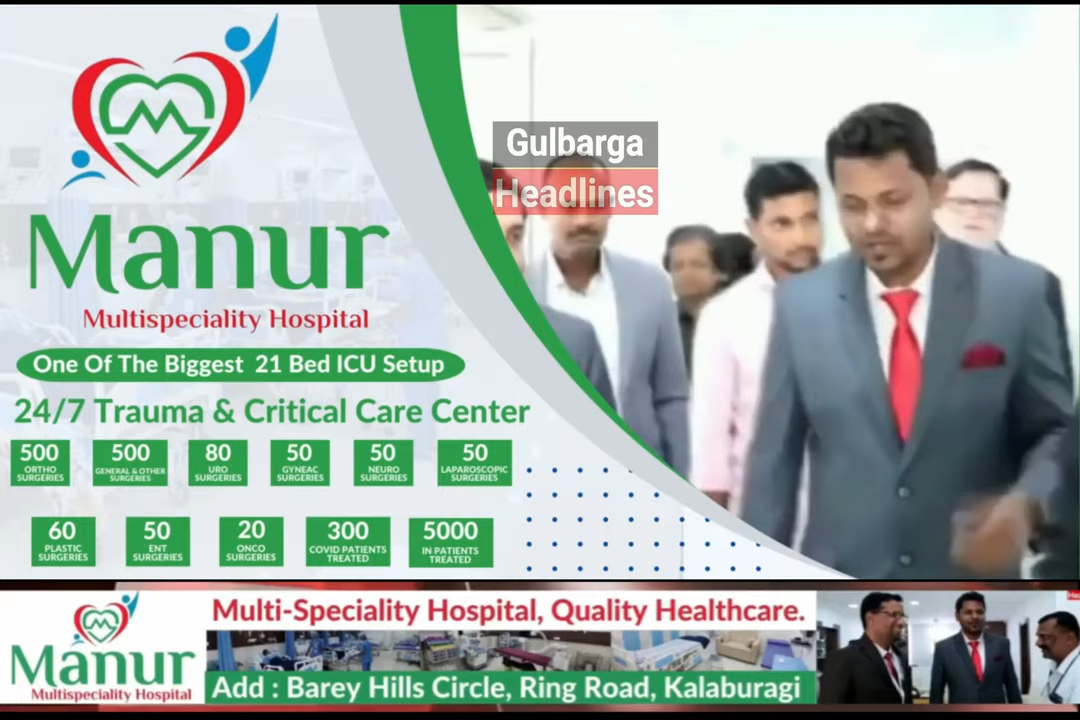 Manur
Multispeciality Hospital
One Of The Biggest 21 Bed ICU Setup
24/7 Trauma & Critical Care Center
500
ORTHO
SURGERIES
500
GENERAL & OTHER
SURGERIES
80
URO
SURGERIES
50
GYNEAC
SURGERIES
50
NEURO
SURGERIES
50
LAPAROSCOPIC
SURGERIES
60
PLASTIC
SURGERIES
50
ENT
SURGERIES
20
ONCO
SURGERIES
300
COVID PATIENTS
TREATED
5000
IN PATIENTS
TREATED
Gulbarga
Headlines
Manur
Multispeciality Hospital
Multi-Speciality Hospital, Quality Healthcare.
Add : Barey Hills Circle, Ring Road, Kalaburagi